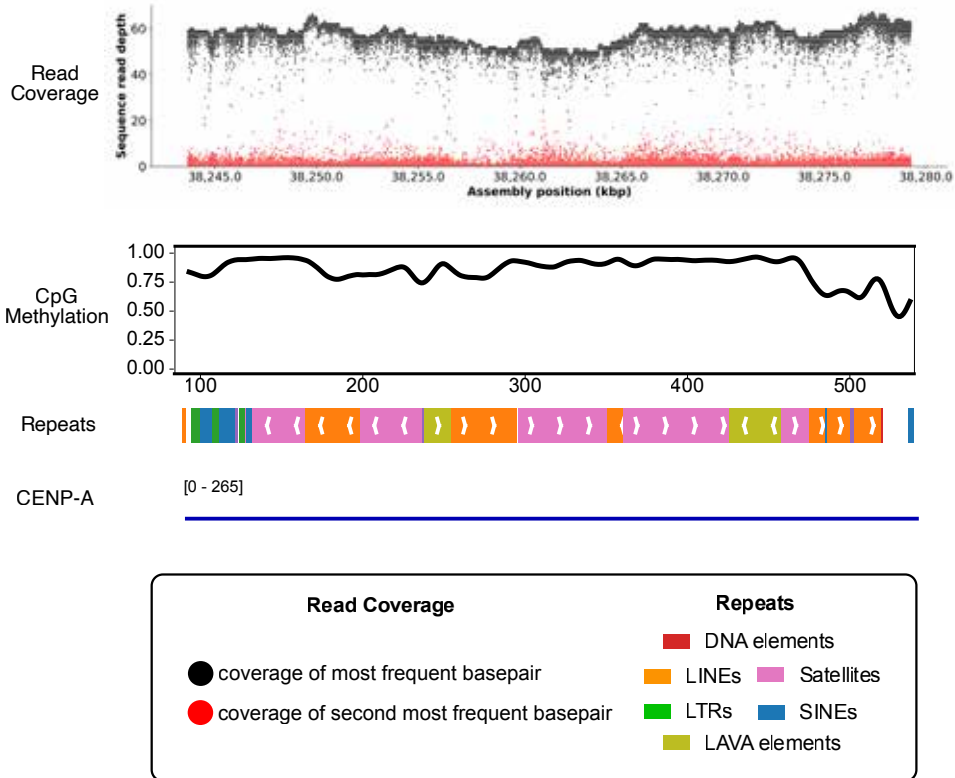 Read
Coverage
Sequence read depth
60
40
20
0
38,245.0 38,250.0 38,255.0 38,260.0 38,265.0 38,270.0 38,275.0 38,280.0
Assembly position (kbp)
CpG
Methylation
1.00
0.75
0.50
0.25
0.00
100 200 300 400 500
Repeats
CENP-A
[0 - 265]
Read Coverage
coverage of most frequent basepair
coverage of second most frequent basepair
Repeats
DNA elements
LINEs Satellites
LTRs SINEs
LAVA elements